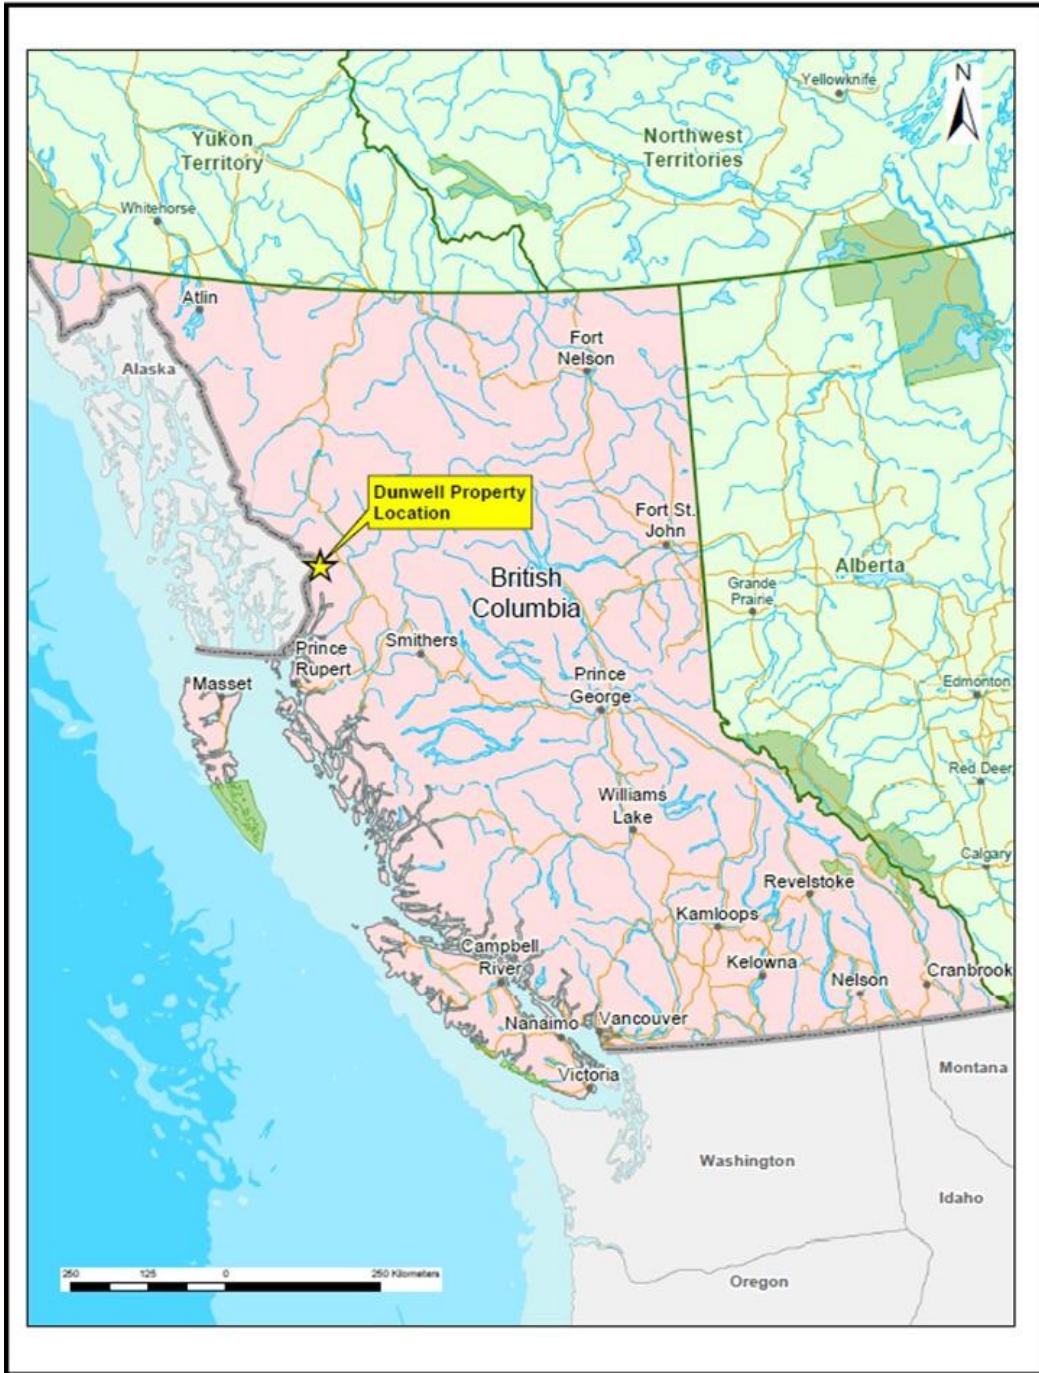 Yellowknife
N
Yukon
Territory
Northwest
Territories
Whitehorse
Atlin
Fort
Nelson
Alaska
Dunwell Property
Location
Fort St.
John
British
Columbia
Alberta
Grande
Prairie
Prince
Rupert
Smithers
Masset
Prince
George
Edmonton
Red Deer
Williams
Lake
Calgary
Revelstoke
Kamloops
Campbell
River
Kelowna
Nelson
Cranbrook
Nanaimo
Vancouver
Victoria
Montana
Washington
Idaho
Oregon
250 125 0 250 Kilometers